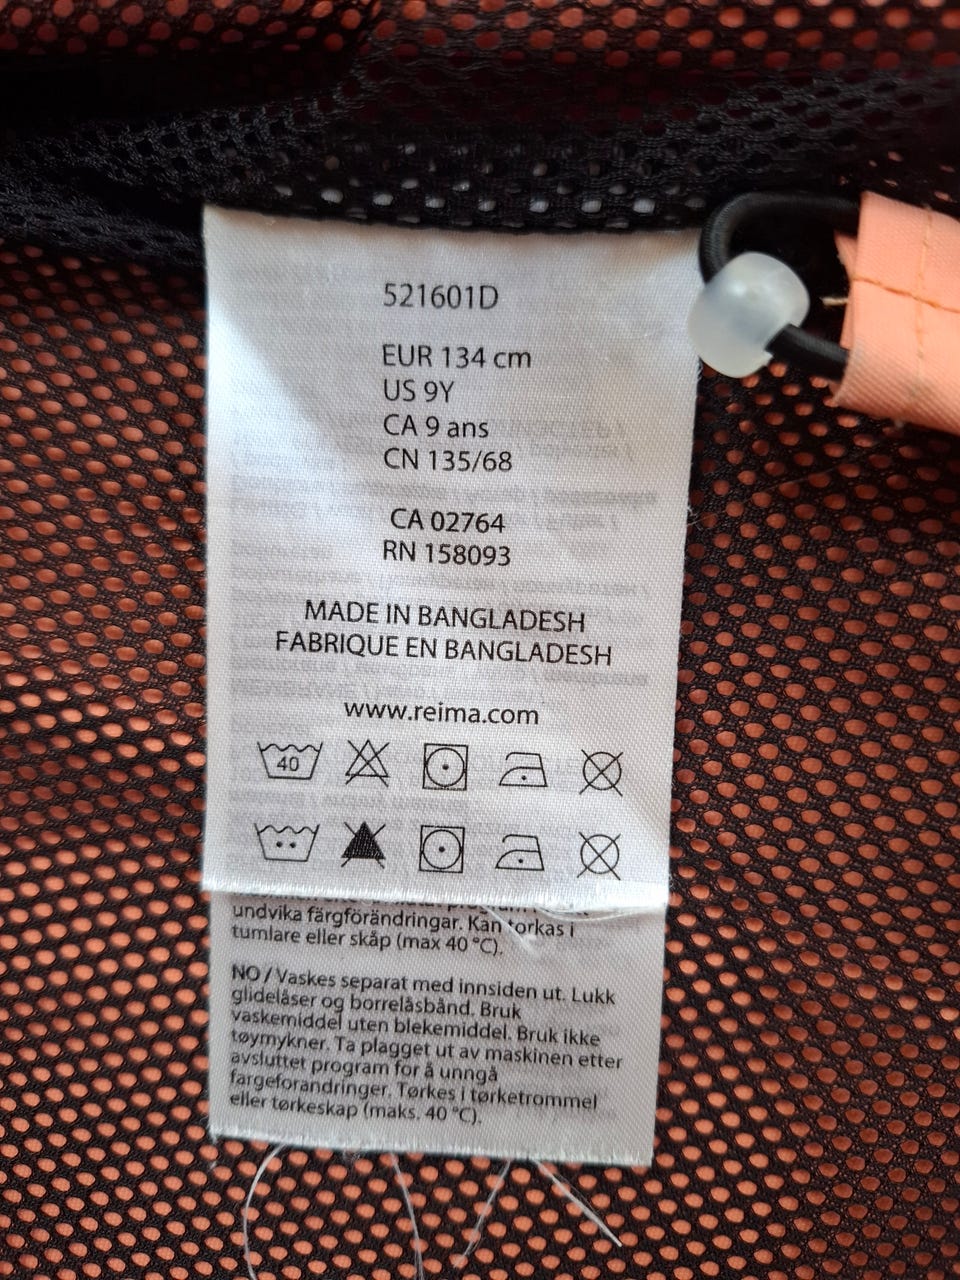 521601D
EUR 134 cm
US 9Y
CA 9 ans
CN 135/68
CA 02764
RN 158093
MADE IN BANGLADESH
FABRIQUE EN BANGLADESH
www.reima.com
40
undvika färgförändringar. Kan torkas i
tumlare eller skåp (max 40 °C).
NO / Vaskes separat med innsiden ut. Lukk
glidelåser og borrelåsbånd. Bruk
vaskemiddel uten blekemiddel. Bruk ikke
tøymykner. Ta plagget ut av maskinen etter
avsluttet program for å unngå
fargeforandringer. Tørkes i tørketrommel
eller tørkeskap (maks. 40 °C).